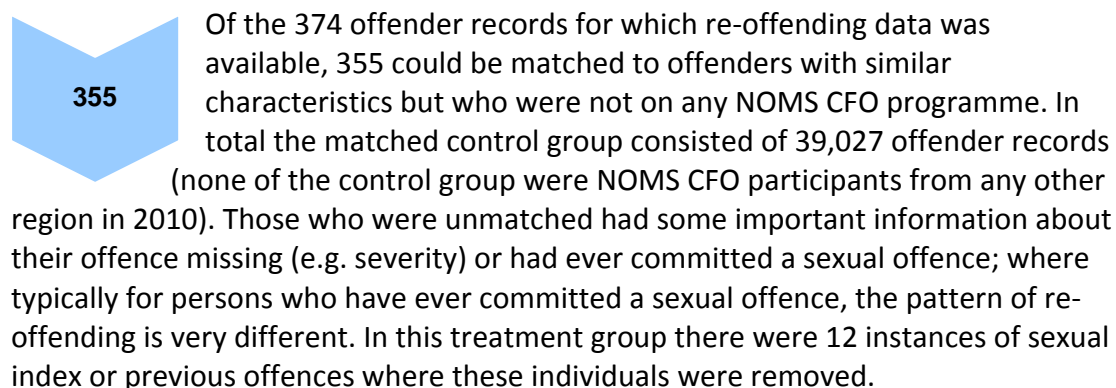 Of the 374 offender records for which re-offending data was
available, 355 could be matched to offenders with similar
355
characteristics but who were not on any NOMS CFO programme. In
total the matched control group consisted of 39,027 offender records
(none of the control group were NOMS CFO participants from any other
region in 2010). Those who were unmatched had some important information about
their offence missing (e.g. severity) or had ever committed a sexual offence; where
typically for persons who have ever committed a sexual offence, the pattern of re-
offending is very different. In this treatment group there were 12 instances of sexual
index or previous offences where these individuals were removed.